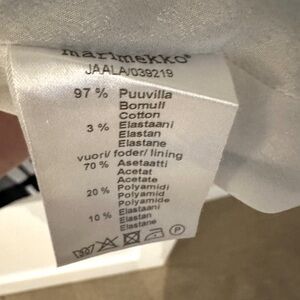 marimekko®
JAALA/039219
97 % Puuvilla
Bomull
Cotton
3 % Elastaani
Elastan
Elastane
vuori/foder/lining
70 % Asetaatti
Acetat
Acetate
20 % Polyamidi
Polyamid
Polyamide
10 % Elastaani
Elastan
Elastane
P